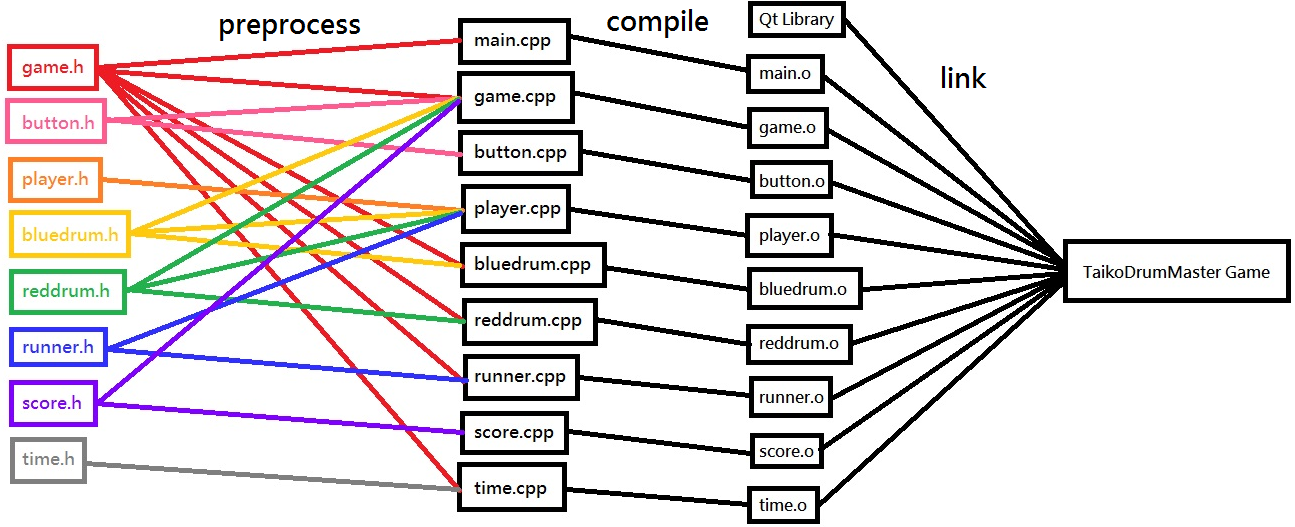 preprocess
compile
link
game.h
button.h
player.h
bluedrum.h
reddrum.h
runner.h
score.h
time.h
main.cpp
game.cpp
button.cpp
player.cpp
bluedrum.cpp
reddrum.cpp
runner.cpp
score.cpp
time.cpp
Qt Library
main.o
game.o
button.o
player.o
bluedrum.o
reddrum.o
runner.o
score.o
time.o
TaikoDrumMaster Game